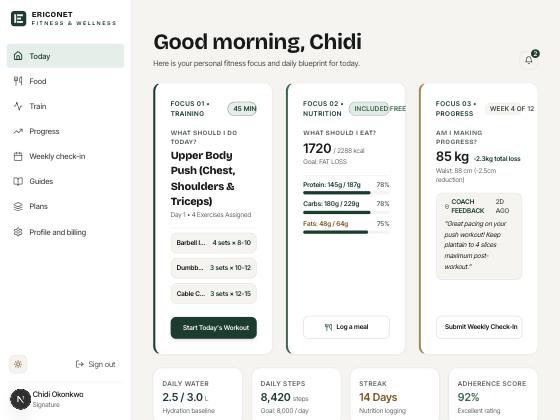 ERICONET
FITNESS & WELLNESS
Today
Food
Train
Progress
Weekly check-in
Guides
Plans
Profile and billing
Sign out
N
Chidi Okonkwo
Signature
Good morning, Chidi
Here is your personal fitness focus and daily blueprint for today.
2
FOCUS 01 •
TRAINING
45 MIN
WHAT SHOULD I DO
TODAY?
Upper Body
Push (Chest,
Shoulders &
Triceps)
Day 1 • 4 Exercises Assigned
Barbell I... 4 sets × 8-10
Dumbb... 3 sets × 10-12
Cable C... 3 sets × 12-15
Start Today's Workout
FOCUS 02 •
NUTRITION
INCLUDED FREE
WHAT SHOULD I EAT?
1720 / 2288 kcal
Goal: FAT LOSS
Protein: 145g / 187g 78%
Carbs: 180g / 229g 78%
Fats: 48g / 64g 75%
Log a meal
FOCUS 03 •
PROGRESS
WEEK 4 OF 12
AM I MAKING
PROGRESS?
85 kg -2.3kg total loss
Waist: 88 cm (-2.5cm
reduction)
COACH
FEEDBACK
2D
AGO
"Great pacing on your
push workout! Keep
plantain to 4 slices
maximum post-
workout."
Submit Weekly Check-In
DAILY WATER
2.5 / 3.0 L
Hydration baseline
DAILY STEPS
8,420 steps
Goal: 8,000 / day
STREAK
14 Days
Nutrition logging
ADHERENCE SCORE
92%
Excellent rating